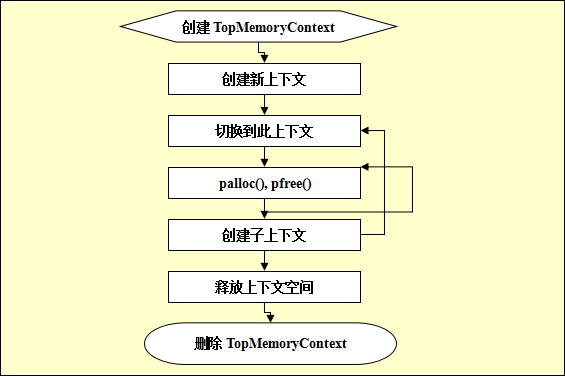 创建 TopMemoryContext
创建新上下文
切换到此上下文
palloc(), pfree()
创建子上下文
释放上下文空间
删除 TopMemoryContext